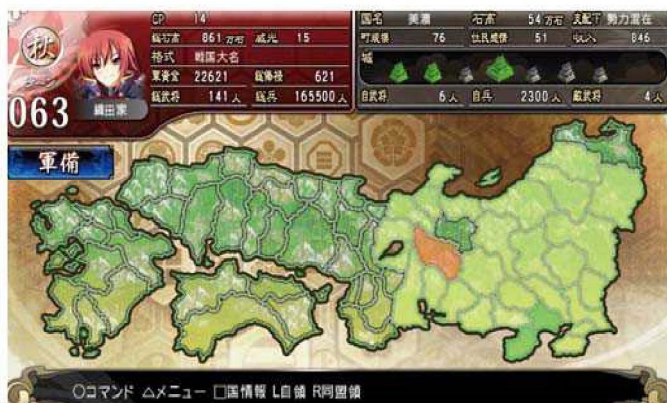 秋
063
織田家
CP 14
総石高 861万石 威光 15
格式 戦国大名
軍資金 22621 621
総武将 141人 総兵 165500人
国名 美濃 石高 54万石 支配下 勢力混在
町規模 76 住民感情 51 収入 846
城
自武将 6人 自兵 2300人 敵武将 4人
軍備
○コマンド △メニュー □国情報 L自領 R同盟領